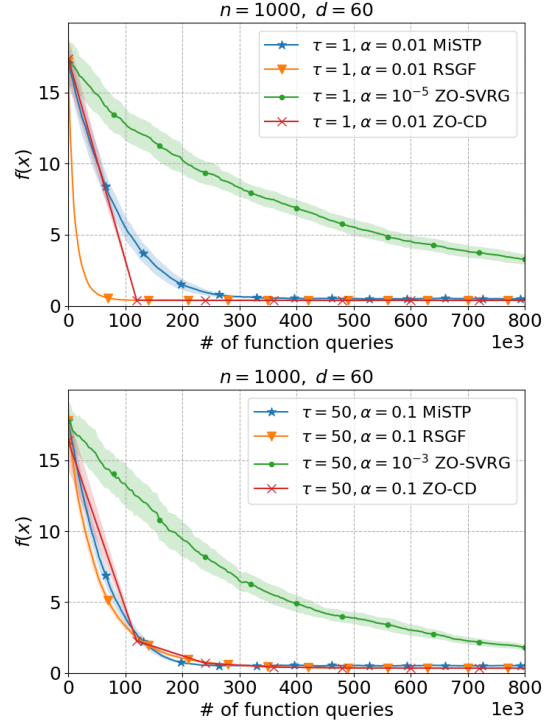 n = 1000, d = 60
τ = 1, α = 0.01 MiSTP
τ = 1, α = 0.01 RSGF
τ = 1, α = 10⁻⁵ ZO-SVRG
τ = 1, α = 0.01 ZO-CD
f(x)
15
10
5
0
0 100 200 300 400 500 600 700 800
# of function queries 1e3
n = 1000, d = 60
τ = 50, α = 0.1 MiSTP
τ = 50, α = 0.1 RSGF
τ = 50, α = 10⁻³ ZO-SVRG
τ = 50, α = 0.1 ZO-CD
f(x)
15
10
5
0
0 100 200 300 400 500 600 700 800
# of function queries 1e3